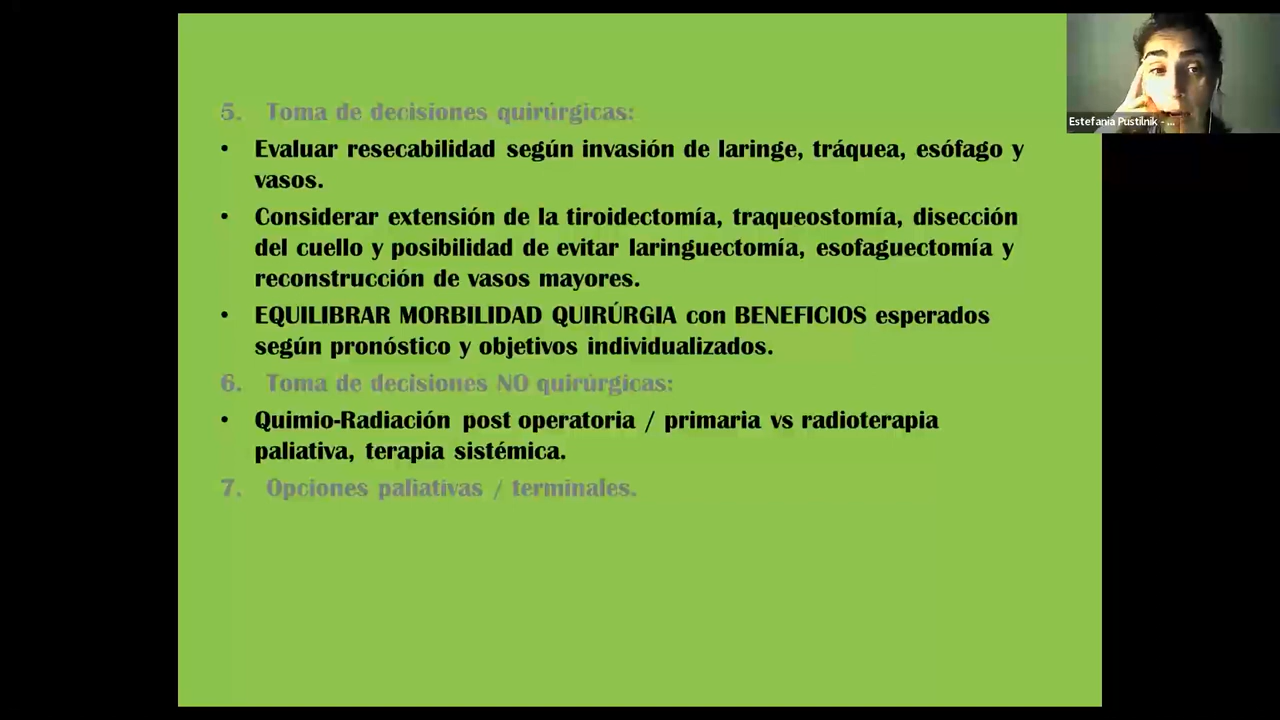 5. Toma de decisiones quirúrgicas:
• Evaluar resecabilidad según invasión de laringe, tráquea, esófago y
vasos.
• Considerar extensión de la tiroidectomía, traqueostomía, disección
del cuello y posibilidad de evitar laringuectomía, esofaguectomía y
reconstrucción de vasos mayores.
• EQUILIBRAR MORBILIDAD QUIRÚRGIA con BENEFICIOS esperados
según pronóstico y objetivos individualizados.
6. Toma de decisiones NO quirúrgicas:
• Quimio-Radiación post operatoria / primaria vs radioterapia
paliativa, terapia sistémica.
7. Opciones paliativas / terminales.
Estefania Pustilnik - ...